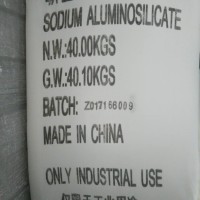 SODIUM ALUMINOSILICATE
N.W.:40.00KGS
G.W.:40.10KGS
BATCH: Z017166009
MADE IN CHINA
ONLY INDUSTRIAL USE